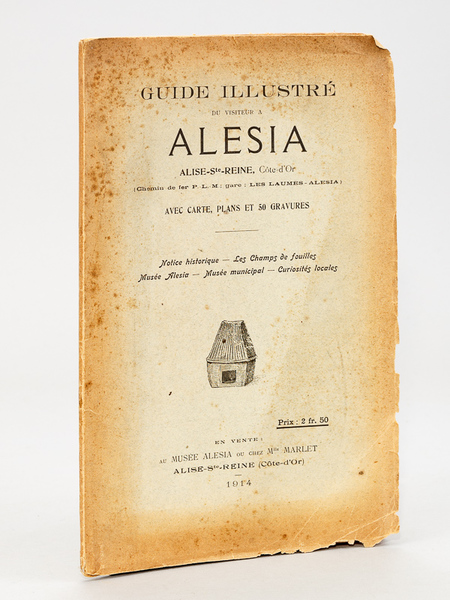 GUIDE ILLUSTRÉ
DU VISITEUR A
ALESIA
ALISE-Ste-REINE, Côte-d'Or
(Chemin de fer P. L. M.: gare : LES LAUMES-ALESIA)
AVEC CARTE, PLANS ET 50 GRAVURES
Notice historique — Les Champs de fouilles
Musée Alesia — Musée municipal — Curiosités locales
Prix : 2 fr. 50
EN VENTE :
AU MUSÉE ALESIA OU CHEZ Mlle MARLET
ALISE-Ste-REINE (Côte-d'Or)
1914